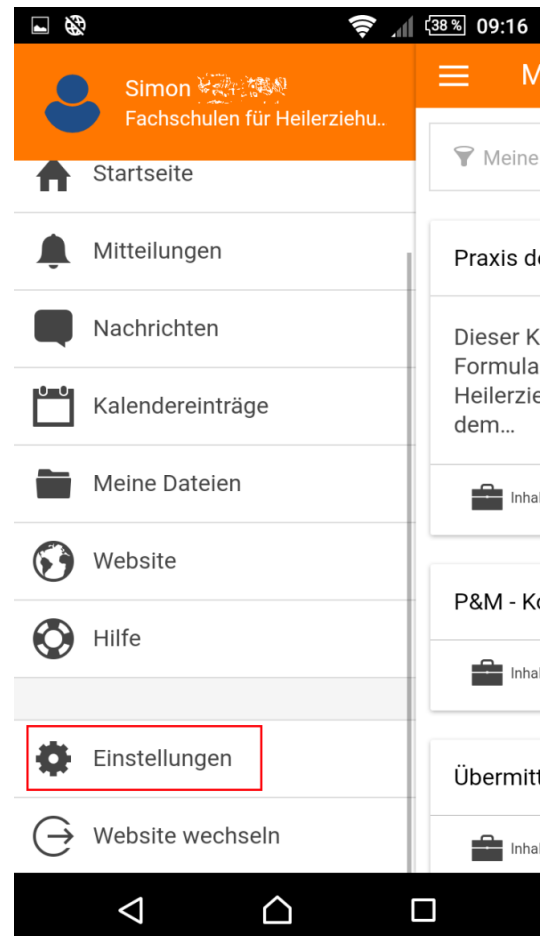 38 % 09:16
Simon
Fachschulen für Heilerziehu..
Startseite
Mitteilungen
Nachrichten
Kalendereinträge
Meine Dateien
Website
Hilfe
Einstellungen
Website wechseln
M
Meine
Praxis de
Dieser K
Formula
Heilerzie
dem...
Inhal
P&M - Ko
Inhal
Übermitt
Inhal